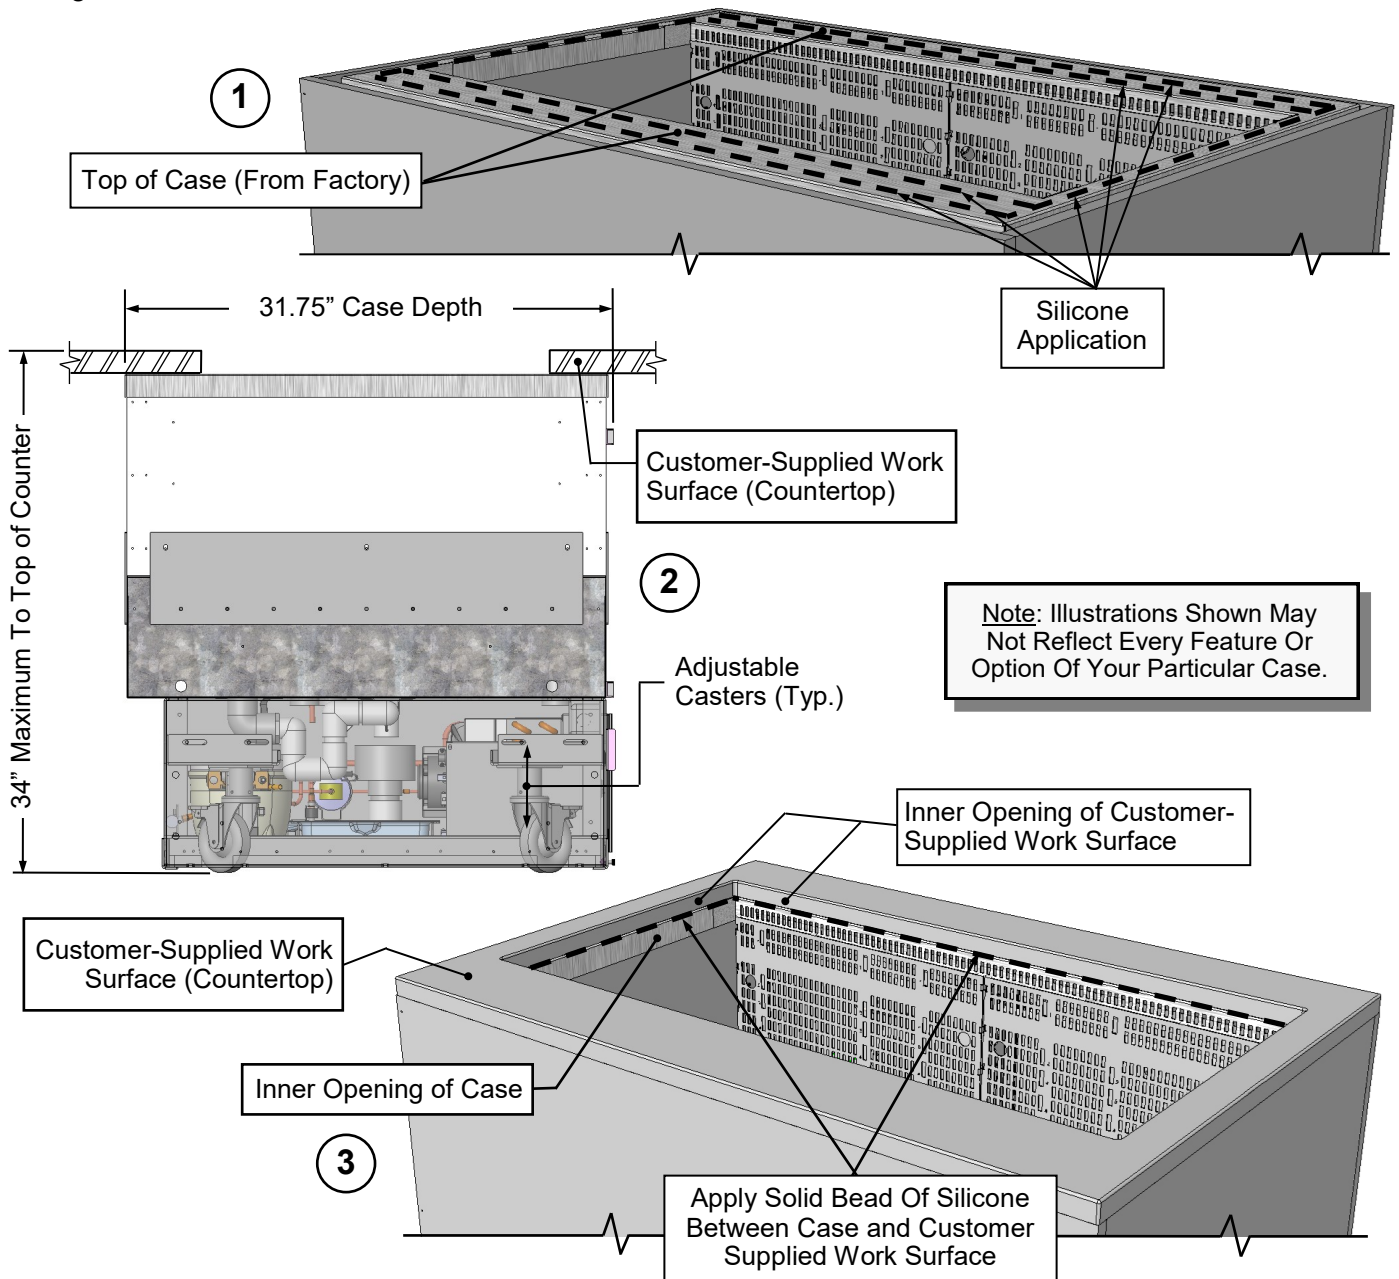 1
Top of Case (From Factory)
Silicone
Application
31.75” Case Depth
34” Maximum To Top of Counter
Customer-Supplied Work
Surface (Countertop)
2
Adjustable
Casters (Typ.)
Note: Illustrations Shown May
Not Reflect Every Feature Or
Option Of Your Particular Case.
Inner Opening of Customer-
Supplied Work Surface
Customer-Supplied Work
Surface (Countertop)
Inner Opening of Case
3
Apply Solid Bead Of Silicone
Between Case and Customer
Supplied Work Surface